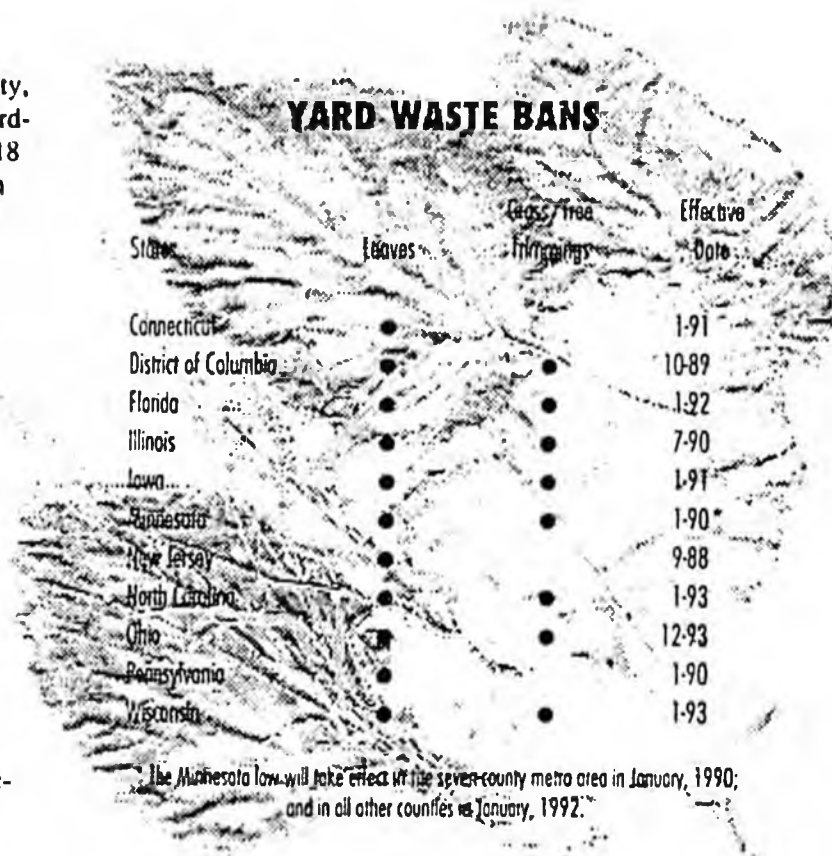 ty,
rd-
18
YARD WASTE BANS
States Leaves Grass/Tree Trimmings Effective Date
Connecticut ● 1-91
District of Columbia ● ● 10-89
Florida ● ● 1-92
Illinois ● ● 7-90
Iowa ● ● 1-91
Minnesota ● ● 1-90*
New Jersey ● 9-88
North Carolina ● ● 1-93
Ohio ● ● 12-93
Pennsylvania ● 1-90
Wisconsin ● ● 1-93
The Minnesota law will take effect in the seven-county metro area in January, 1990;
and in all other counties in January, 1992.